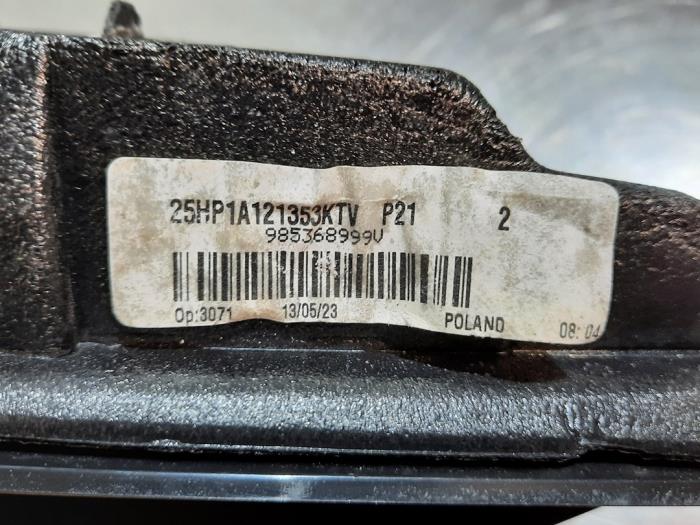 25HP1A121353KTV P21 2
985368999V
Op:3071 13/05/23 POLAND 08:04